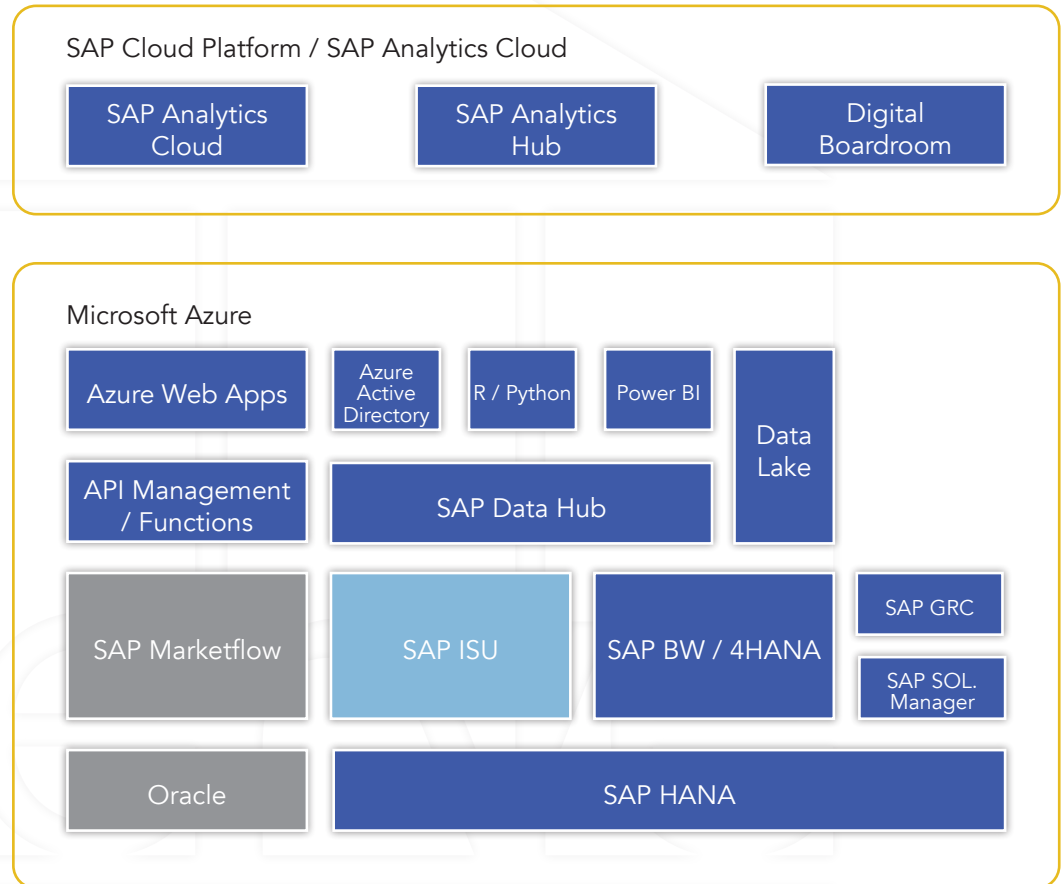 SAP Cloud Platform / SAP Analytics Cloud
SAP Analytics
Cloud
SAP Analytics
Hub
Digital
Boardroom
Microsoft Azure
Azure Web Apps
Azure
Active
Directory
R / Python
Power BI
Data
Lake
API Management
/ Functions
SAP Data Hub
SAP Marketflow
SAP ISU
SAP BW / 4HANA
SAP GRC
SAP SOL.
Manager
Oracle
SAP HANA